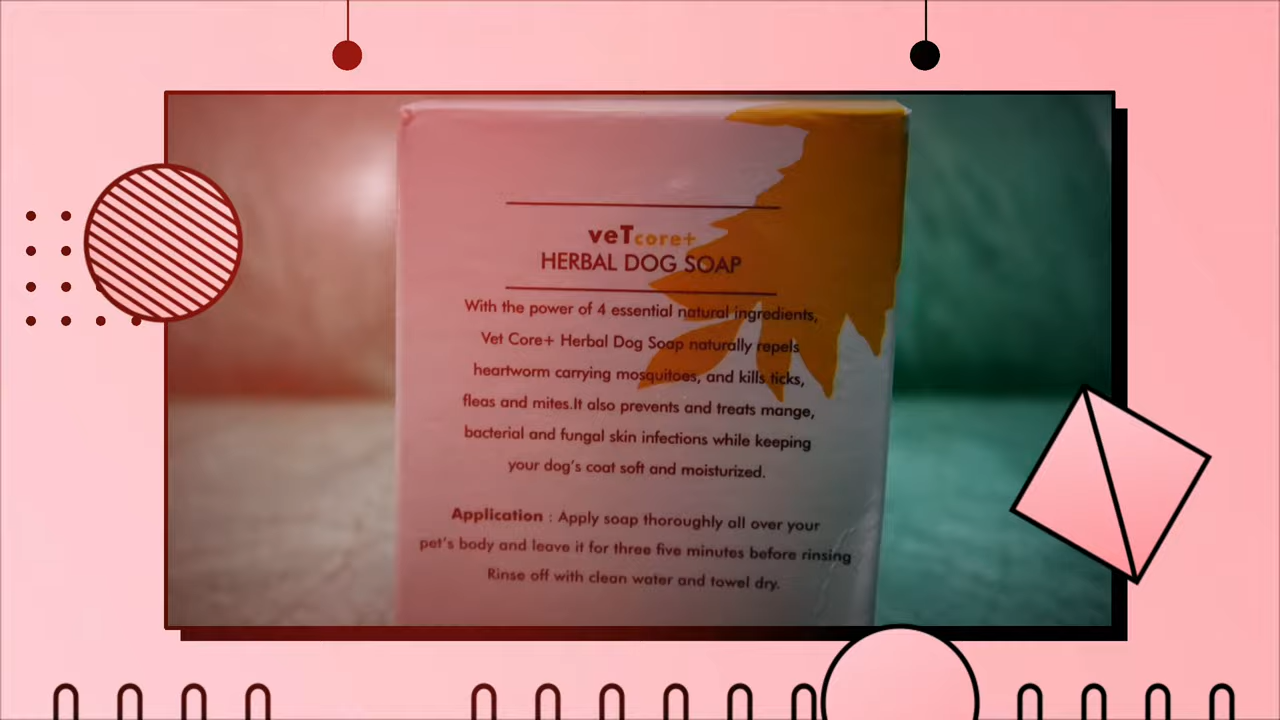 veTcore+
HERBAL DOG SOAP
With the power of 4 essential natural ingredients,
Vet Core+ Herbal Dog Soap naturally repels
heartworm carrying mosquitoes, and kills ticks,
fleas and mites.It also prevents and treats mange,
bacterial and fungal skin infections while keeping
your dog's coat soft and moisturized.
Application : Apply soap thoroughly all over your
pet's body and leave it for three five minutes before rinsing
Rinse off with clean water and towel dry.